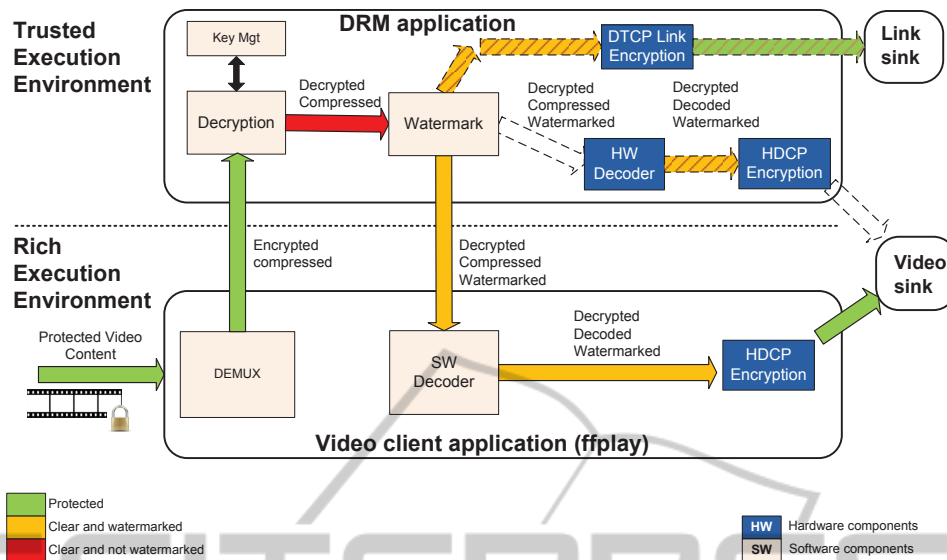 Trusted
Execution
Environment
DRM application
Key Mgt
Decryption
Decrypted
Compressed
Watermark
DTCP Link
Encryption
Link
sink
Decrypted
Compressed
Watermarked
Decrypted
Decoded
Watermarked
HW
Decoder
HDCP
Encryption
Rich
Execution
Environment
Encrypted
compressed
Decrypted
Compressed
Watermarked
Video
sink
Protected Video
Content
DEMUX
SW
Decoder
Decrypted
Decoded
Watermarked
HDCP
Encryption
Video client application (ffplay)
Protected
Clear and watermarked
Clear and not watermarked
HW Hardware components
SW Software components